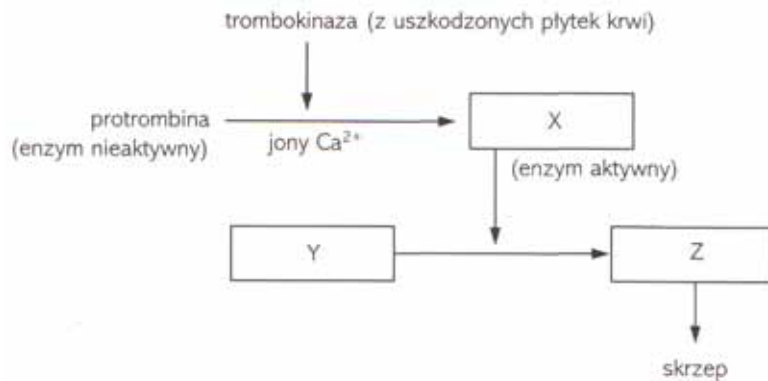 trombokinaza (z uszkodzonych płytek krwi)
protrombina
(enzym nieaktywny)
jony Ca²⁺
X
(enzym aktywny)
Y
Z
skrzep